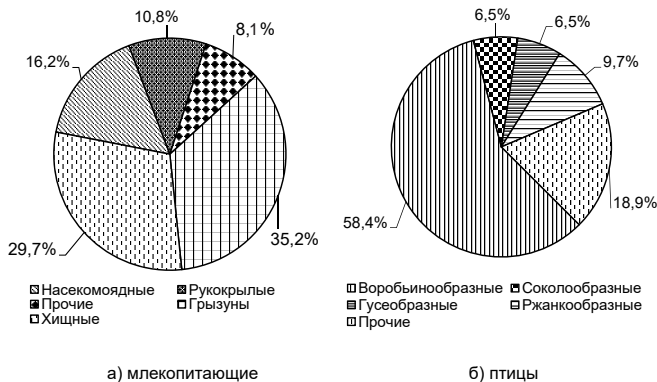 10,8%
8,1%
16,2%
29,7%
35,2%
Насекомоядные Рукокрылые
Прочие Грызуны
Хищные
а) млекопитающие
6,5%
6,5%
9,7%
18,9%
58,4%
Воробьинообразные Соколообразные
Гусеобразные Ржанкообразные
Прочие
б) птицы